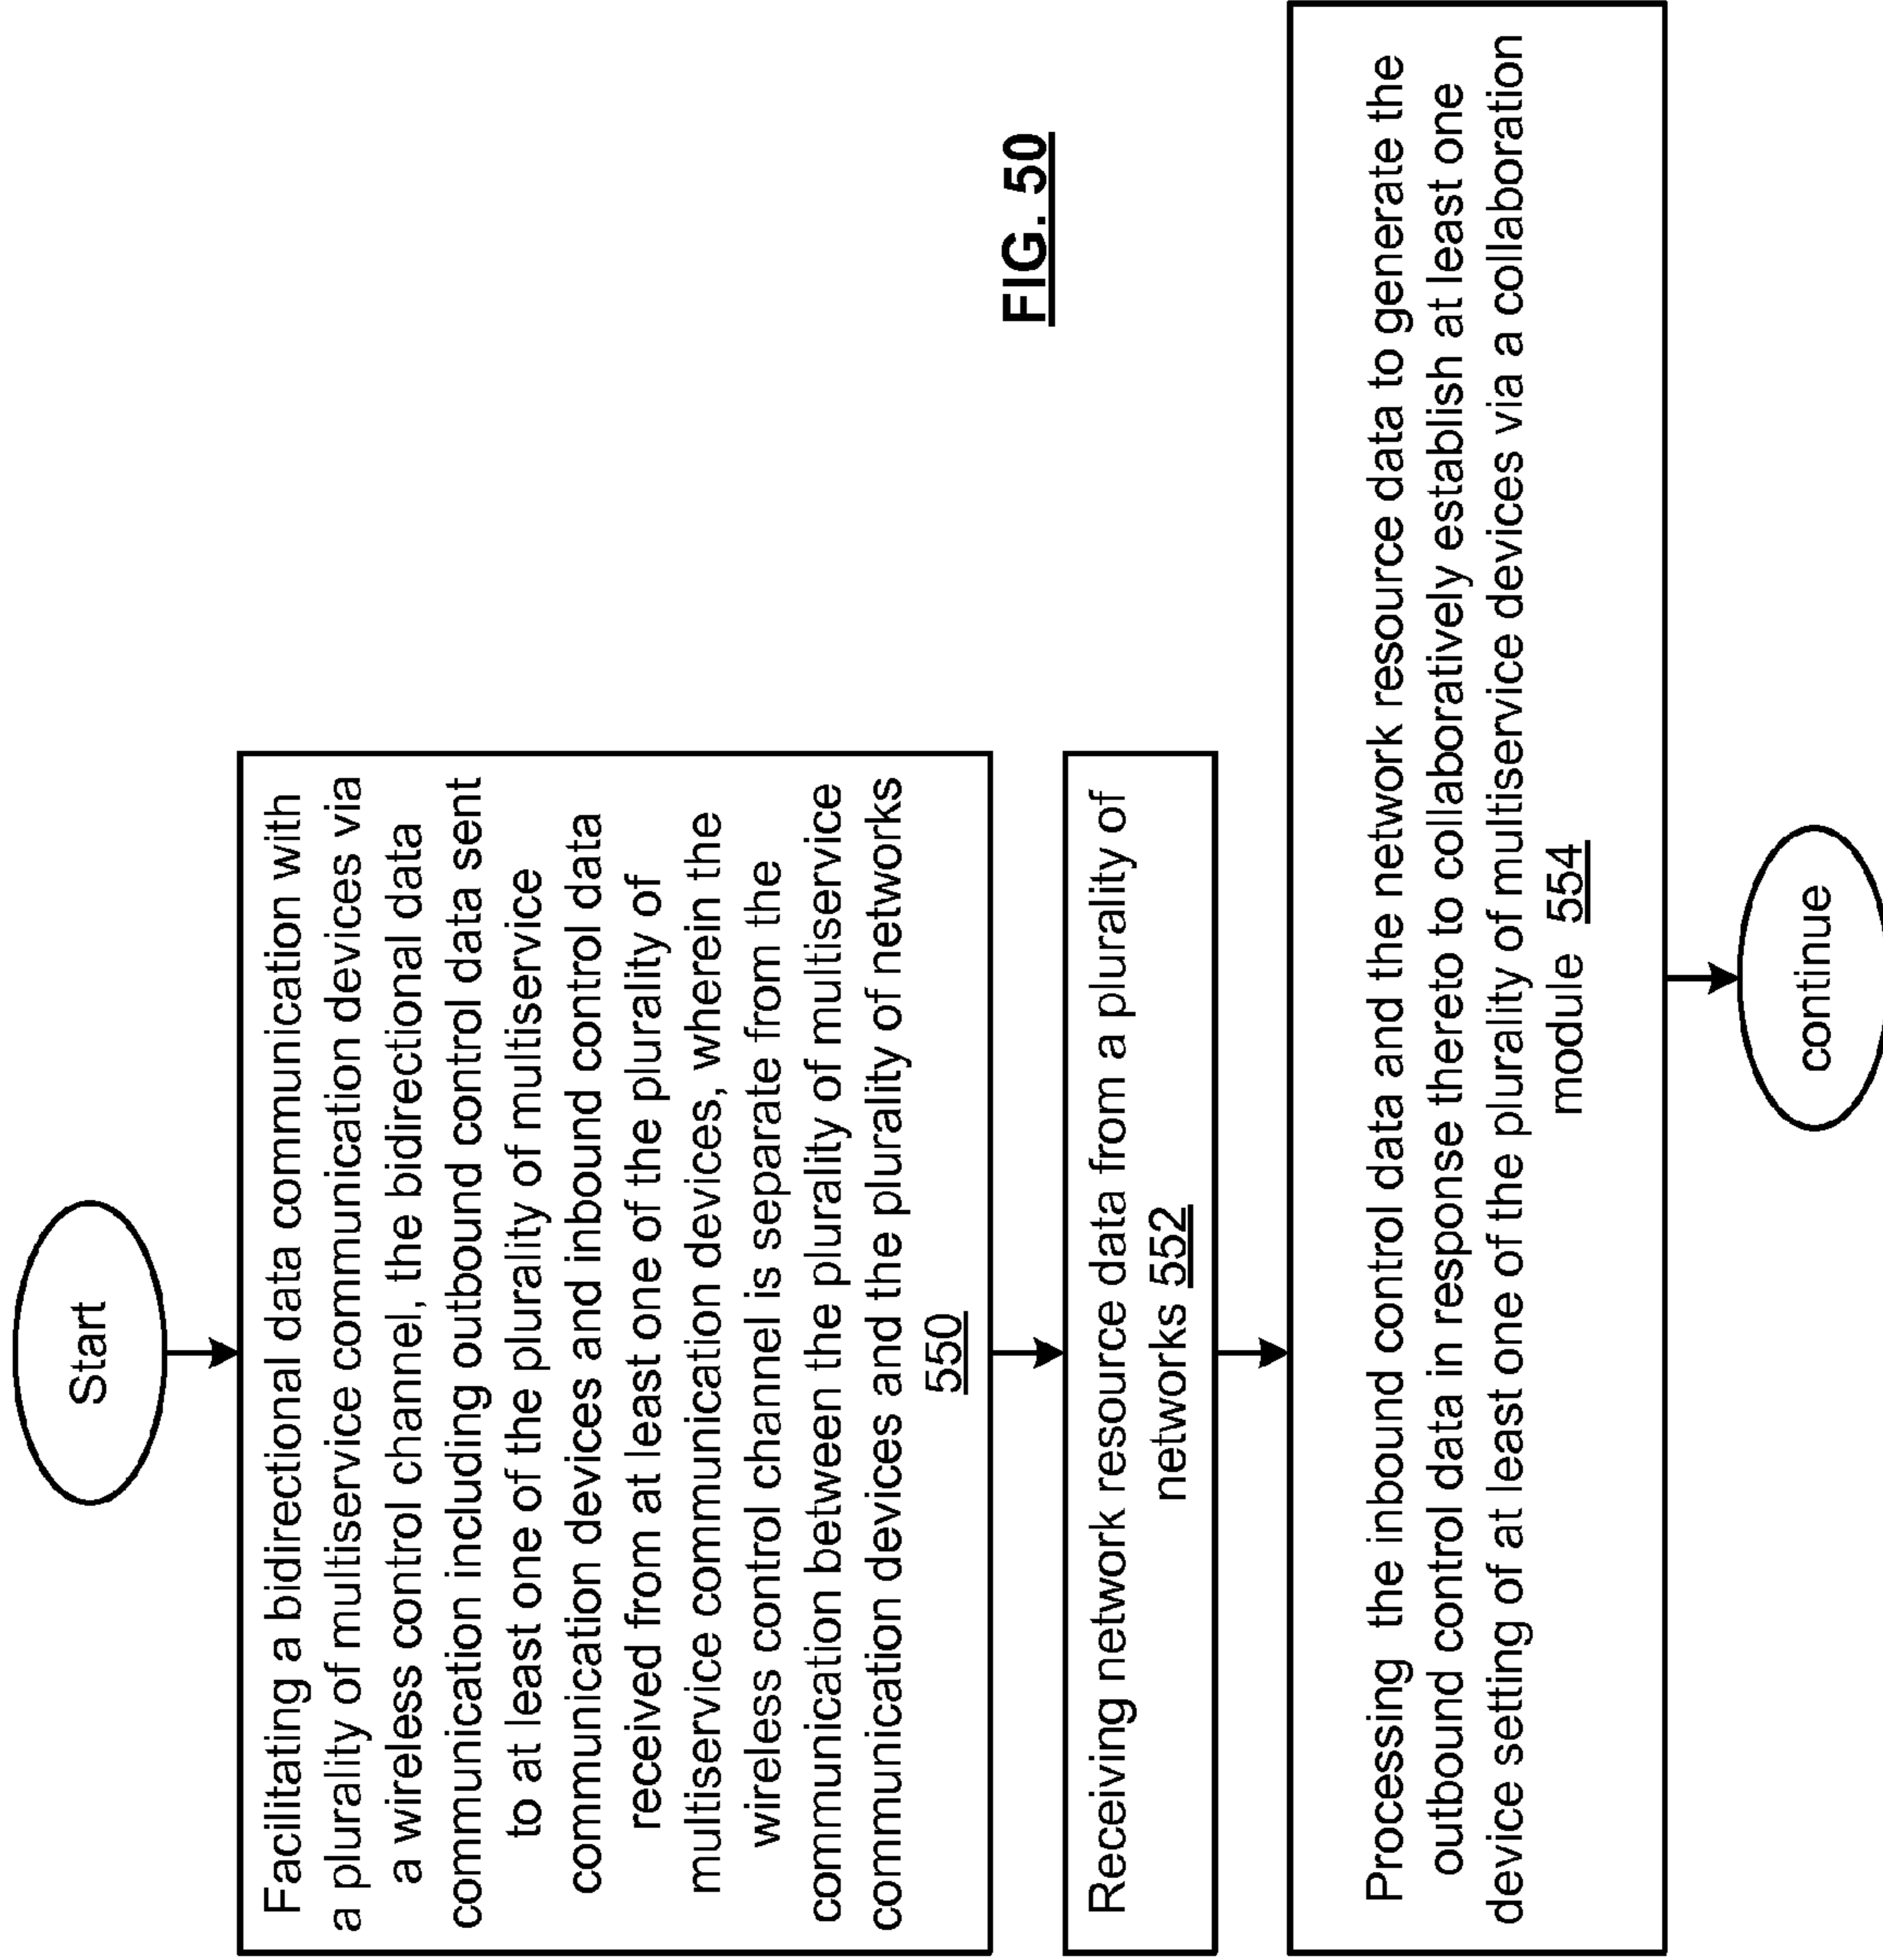 Start
Facilitating a bidirectional data communication with
a plurality of multiservice communication devices via
a wireless control channel, the bidirectional data
communication including outbound control data sent
to at least one of the plurality of multiservice
communication devices and inbound control data
received from at least one of the plurality of
multiservice communication devices, wherein the
wireless control channel is separate from the
communication between the plurality of multiservice
communication devices and the plurality of networks
550
Receiving network resource data from a plurality of
networks 552
FIG. 50
Processing the inbound control data and the network resource data to generate the
outbound control data in response thereto to collaboratively establish at least one
device setting of at least one of the plurality of multiservice devices via a collaboration
module 554
continue